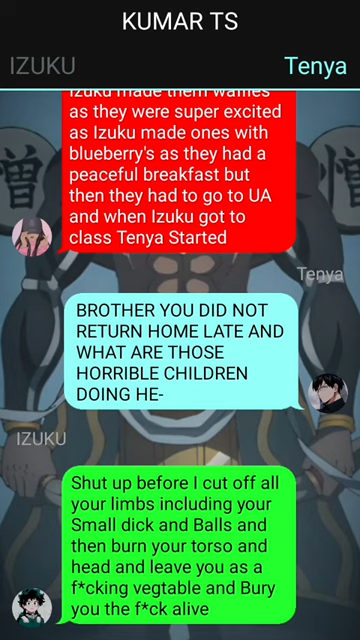 KUMAR TS
IZUKU
Tenya
Izuku made them waffles
as they were super excited
as Izuku made ones with
blueberry's as they had a
peaceful breakfast but
then they had to go to UA
and when Izuku got to
class Tenya Started
Tenya
BROTHER YOU DID NOT
RETURN HOME LATE AND
WHAT ARE THOSE
HORRIBLE CHILDREN
DOING HE-
IZUKU
Shut up before I cut off all
your limbs including your
Small dick and Balls and
then burn your torso and
head and leave you as a
f*cking vegtable and Bury
you the f*ck alive
憎
憎